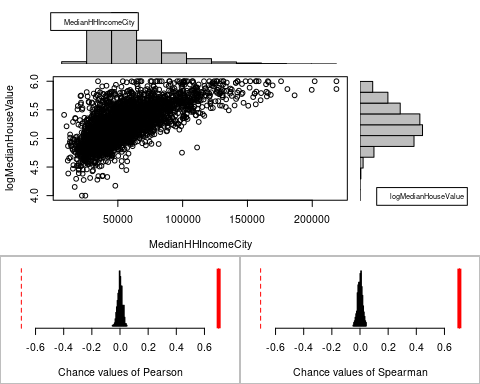 MedianHHIncomeCity
logMedianHouseValue
6.0
5.5
5.0
4.5
4.0
50000 100000 150000 200000
MedianHHIncomeCity
logMedianHouseValue
-0.6 -0.4 -0.2 0.0 0.2 0.4 0.6
Chance values of Pearson
-0.6 -0.4 -0.2 0.0 0.2 0.4 0.6
Chance values of Spearman